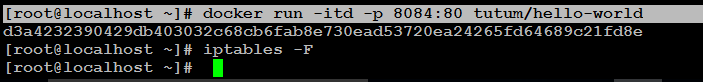 [root@localhost ~]# docker run -itd -p 8084:80 tutum/hello-world
d3a4232390429db403032c68cb6fab8e730ead53720ea24265fd64689c21fd8e
[root@localhost ~]# iptables -F
[root@localhost ~]#